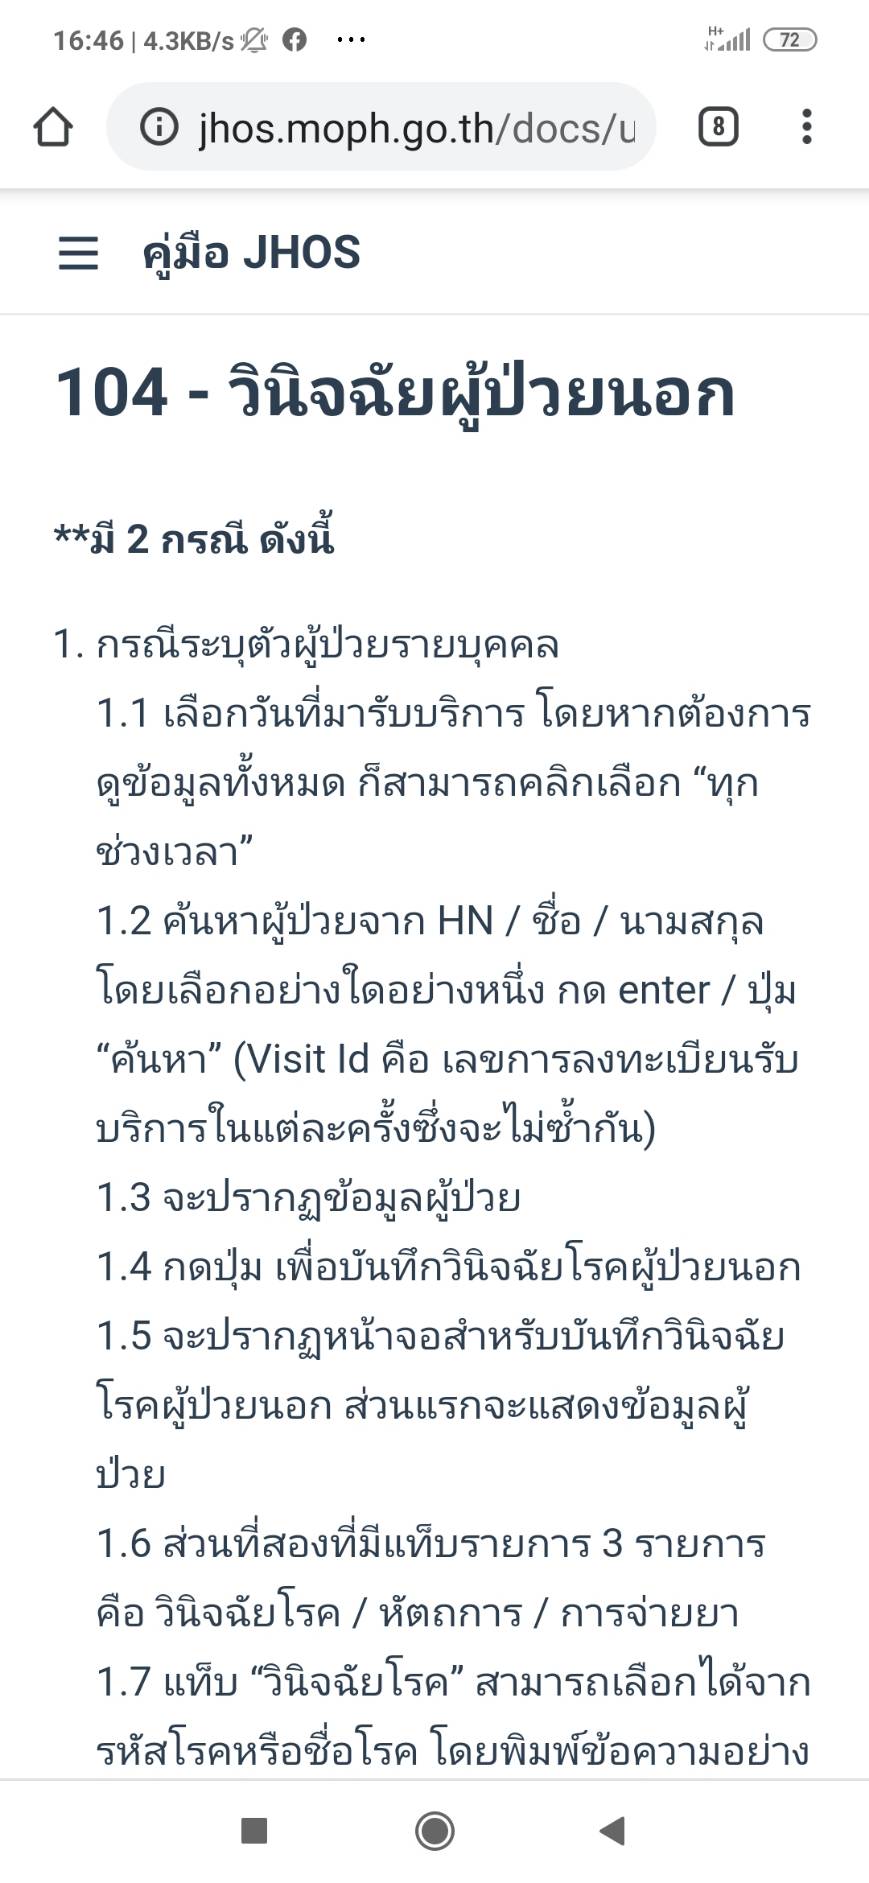 16:46 | 4.3KB/s ...
H+
72
jhos.moph.go.th/docs/u
8
คู่มือ JHOS
104 - วินิจฉัยผู้ป่วยนอก
**มี 2 กรณี ดังนี้
1. กรณีระบุตัวผู้ป่วยรายบุคคล
1.1 เลือกวันที่มารับบริการ โดยหากต้องการ
ดูข้อมูลทั้งหมด ก็สามารถคลิกเลือก “ทุก
ช่วงเวลา”
1.2 ค้นหาผู้ป่วยจาก HN / ชื่อ / นามสกุล
โดยเลือกอย่างใดอย่างหนึ่ง กด enter / ปุ่ม
“ค้นหา” (Visit Id คือ เลขการลงทะเบียนรับ
บริการในแต่ละครั้งซึ่งจะไม่ซ้ำกัน)
1.3 จะปรากฏข้อมูลผู้ป่วย
1.4 กดปุ่ม เพื่อบันทึกวินิจฉัยโรคผู้ป่วยนอก
1.5 จะปรากฏหน้าจอสำหรับบันทึกวินิจฉัย
โรคผู้ป่วยนอก ส่วนแรกจะแสดงข้อมูลผู้
ป่วย
1.6 ส่วนที่สองที่มีแท็บรายการ 3 รายการ
คือ วินิจฉัยโรค / หัตถการ / การจ่ายยา
1.7 แท็บ “วินิจฉัยโรค” สามารถเลือกได้จาก
รหัสโรคหรือชื่อโรค โดยพิมพ์ข้อความอย่าง